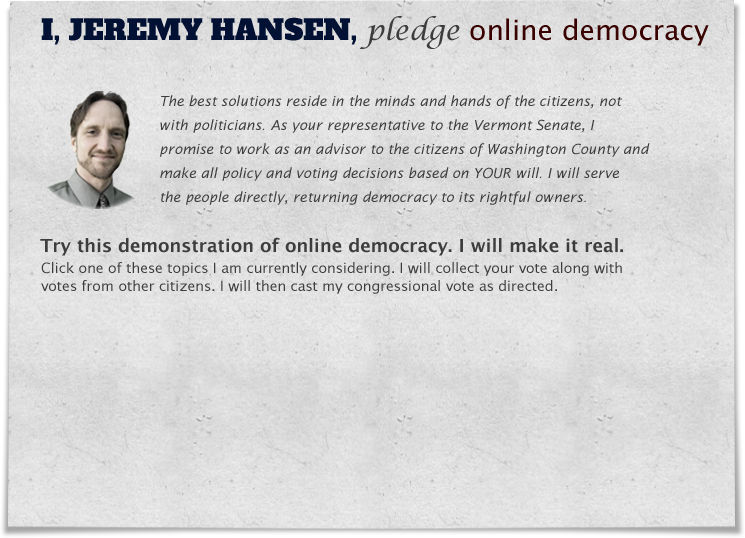 I, JEREMY HANSEN, pledge online democracy
The best solutions reside in the minds and hands of the citizens, not
with politicians. As your representative to the Vermont Senate, I
promise to work as an advisor to the citizens of Washington County and
make all policy and voting decisions based on YOUR will. I will serve
the people directly, returning democracy to its rightful owners.
Try this demonstration of online democracy. I will make it real.
Click one of these topics I am currently considering. I will collect your vote along with
votes from other citizens. I will then cast my congressional vote as directed.